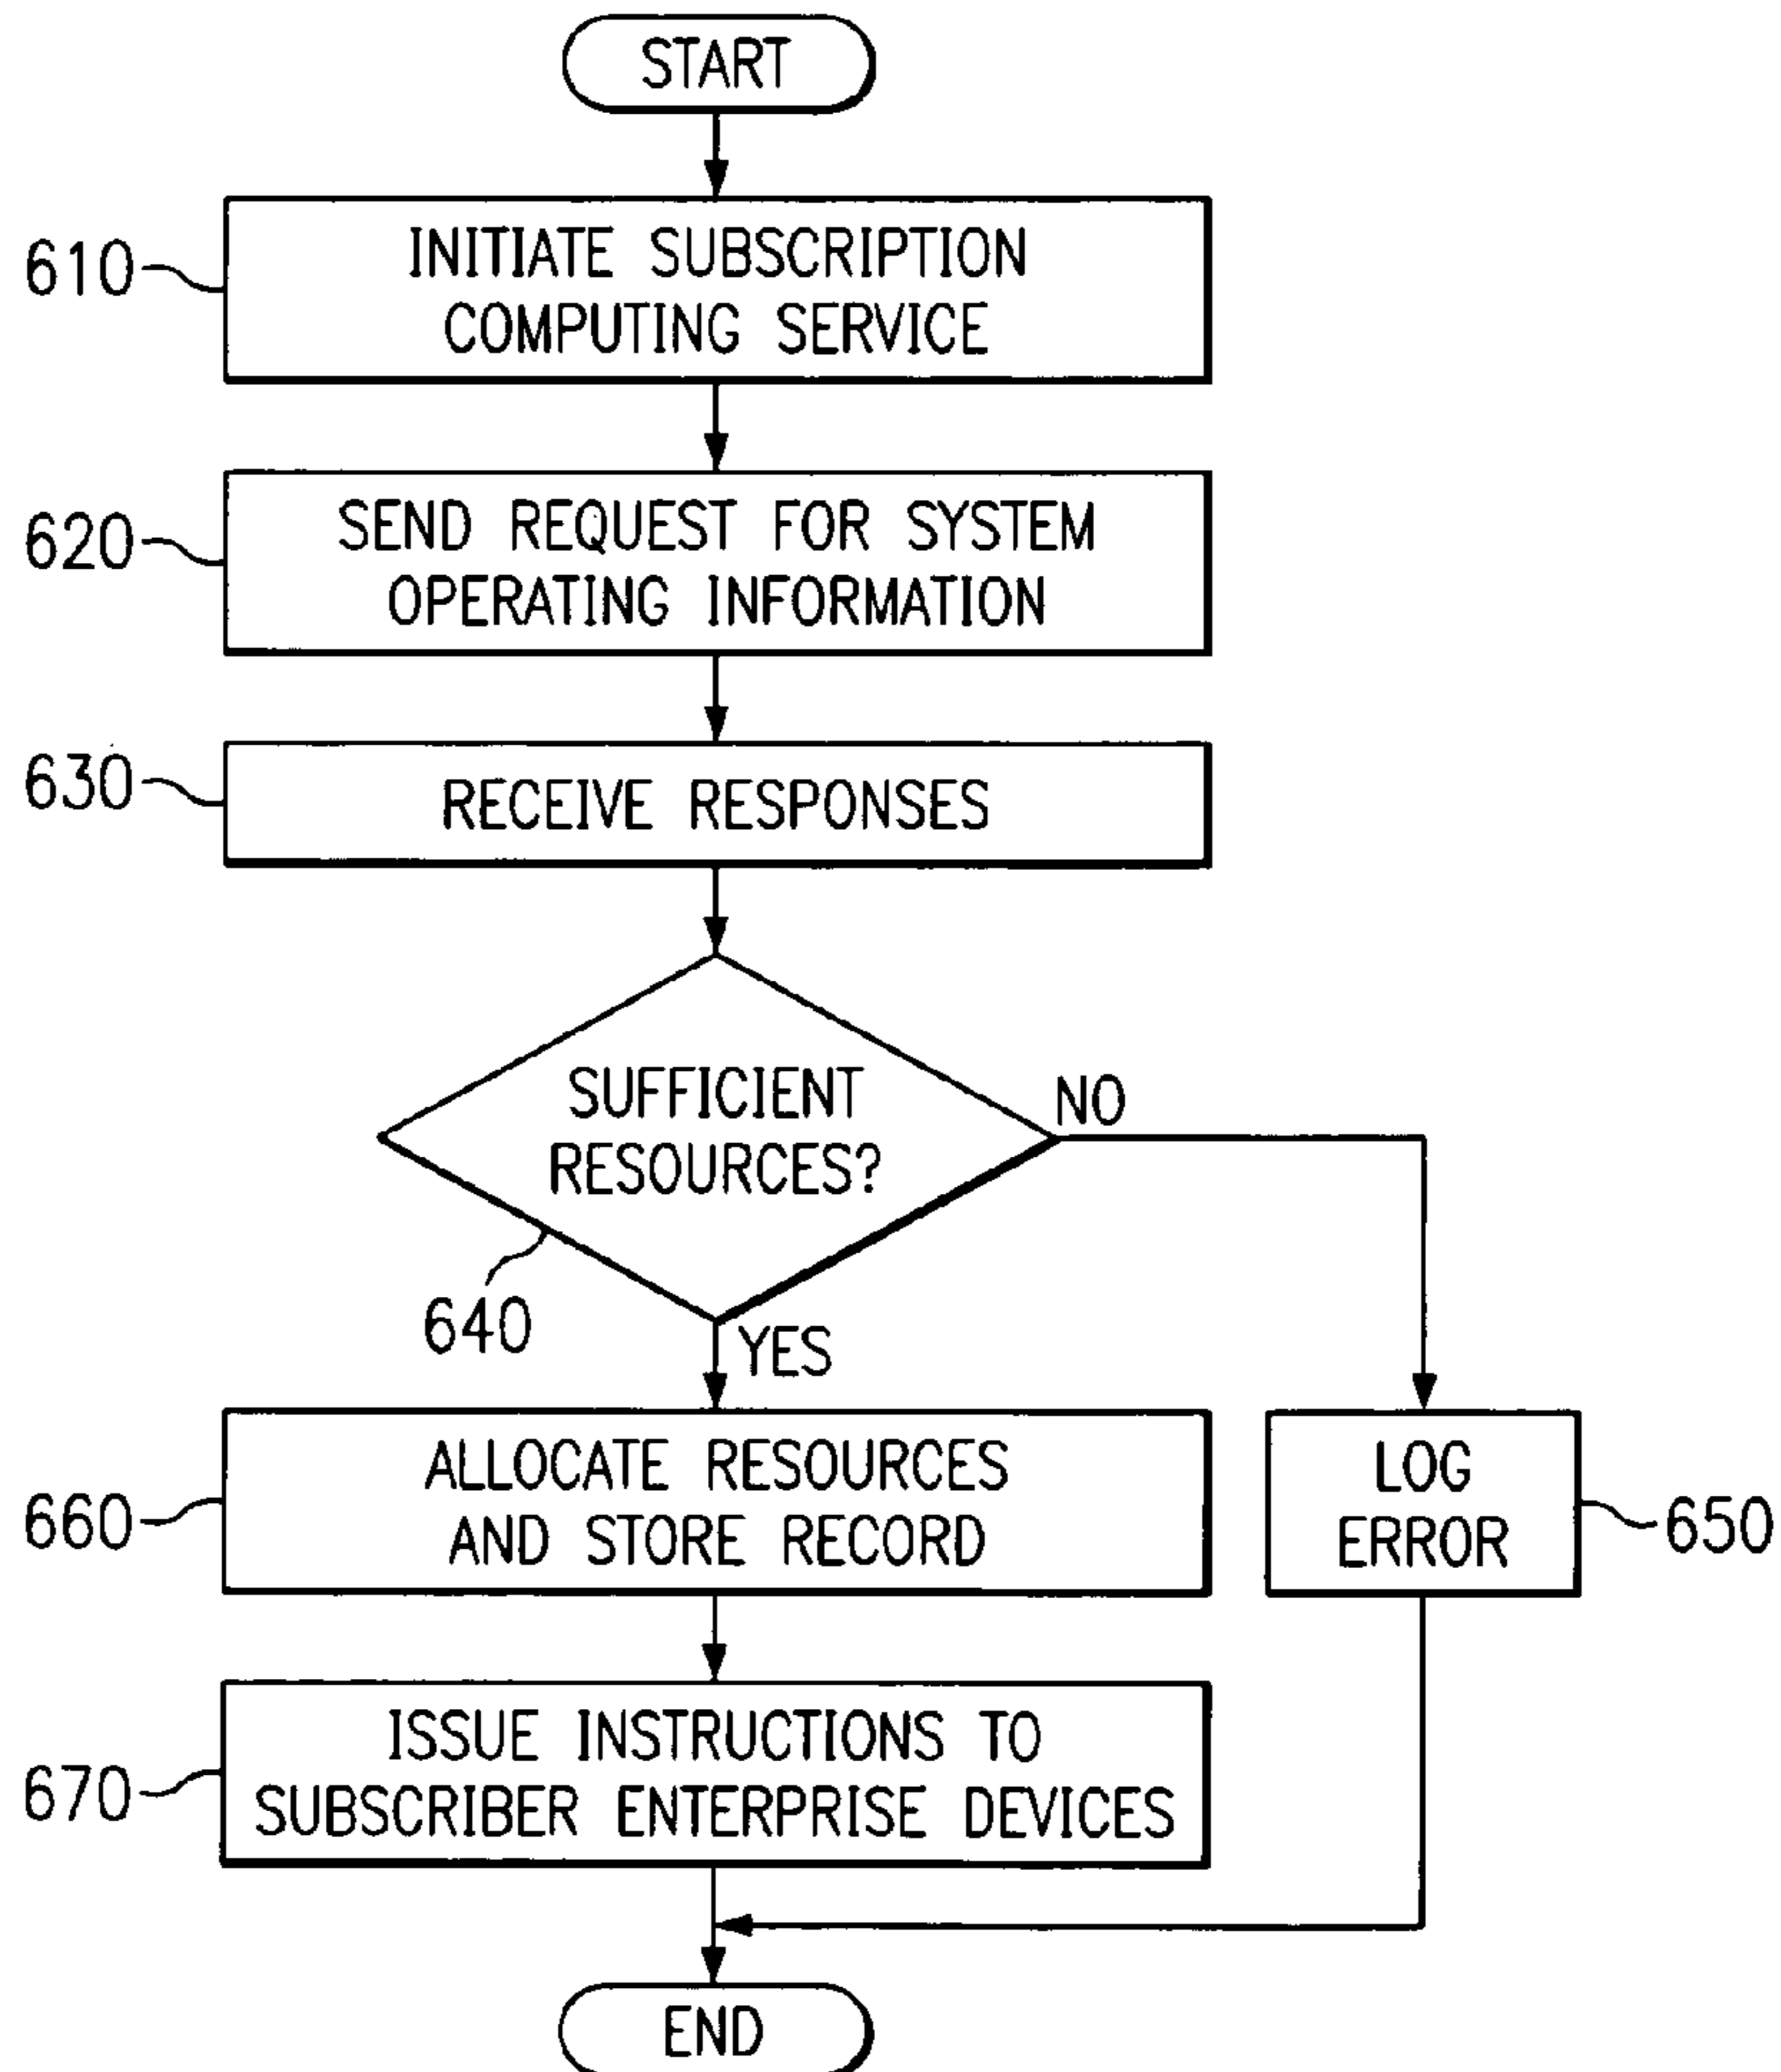 START
610
INITIATE SUBSCRIPTION
COMPUTING SERVICE
620
SEND REQUEST FOR SYSTEM
OPERATING INFORMATION
630
RECEIVE RESPONSES
SUFFICIENT
RESOURCES?
NO
640
YES
660
ALLOCATE RESOURCES
AND STORE RECORD
LOG
ERROR
650
670
ISSUE INSTRUCTIONS TO
SUBSCRIBER ENTERPRISE DEVICES
END